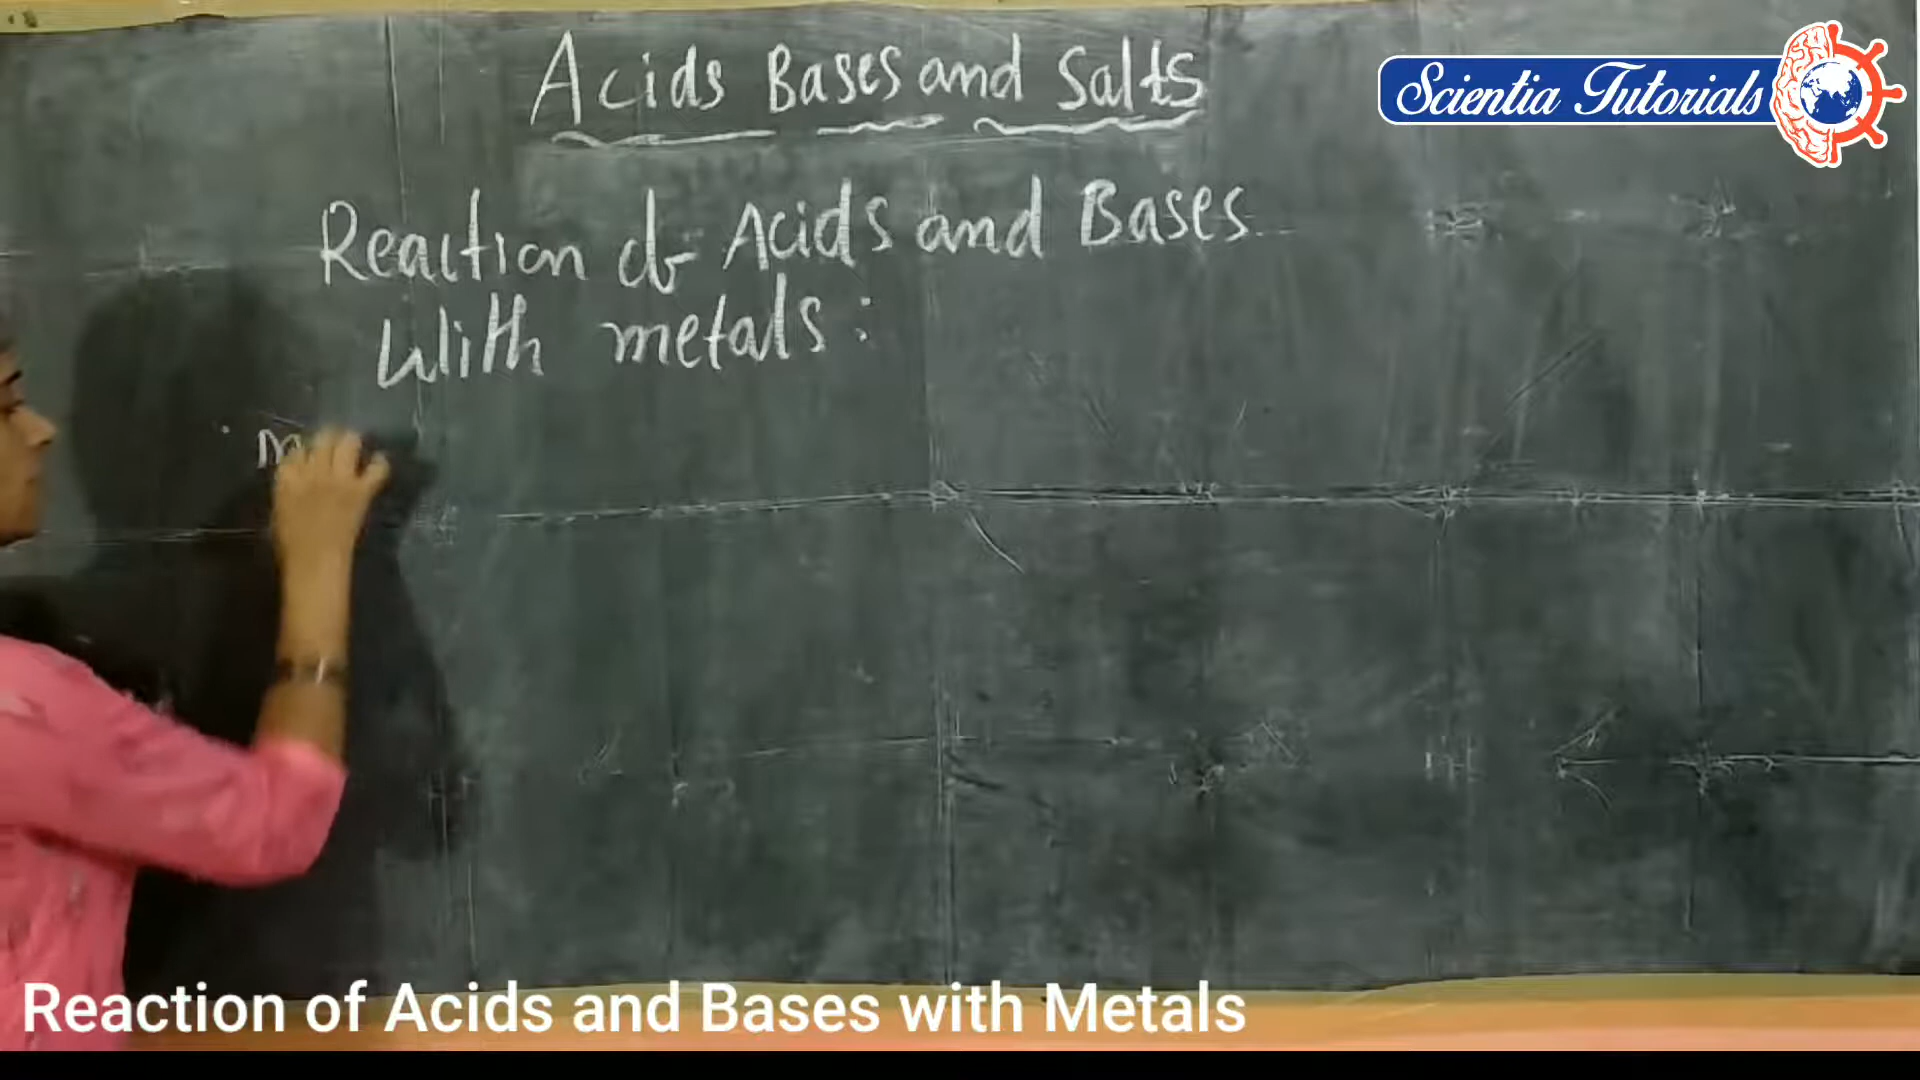 Acids Bases and Salts
Scientia Tutorials
Reaction of Acids and Bases
With metals:
m
Reaction of Acids and Bases with Metals